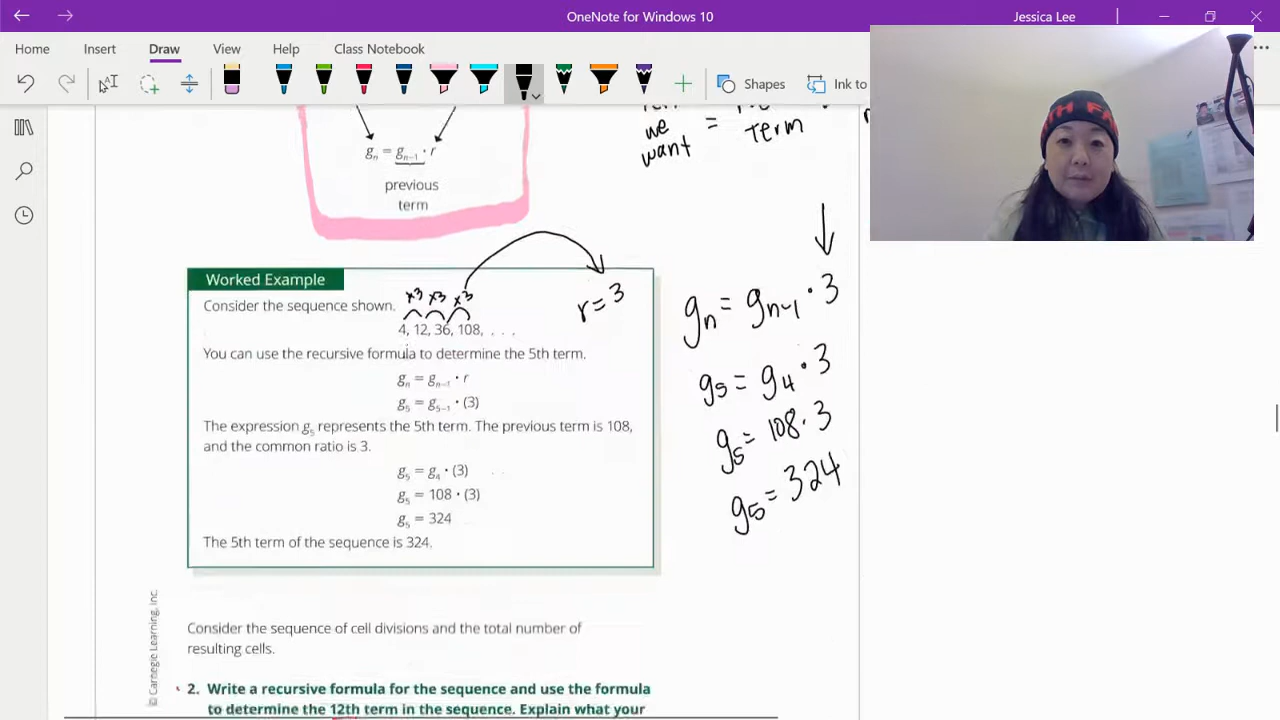 OneNote for Windows 10
Jessica Lee
Home Insert Draw View Help Class Notebook
Shapes
Ink to
we = term
want
gₙ = gₙ₋₁ · r
previous
term
Worked Example
Consider the sequence shown.
×3 ×3 ×3
4, 12, 36, 108, . . .
r = 3
You can use the recursive formula to determine the 5th term.
gₙ = gₙ₋₁ · r
g₅ = g₅₋₁ · (3)
The expression g₅ represents the 5th term. The previous term is 108,
and the common ratio is 3.
g₅ = g₄ · (3)
g₅ = 108 · (3)
g₅ = 324
The 5th term of the sequence is 324.
gₙ = gₙ₋₁ · 3
g₅ = g₄ · 3
g₅ = 108 · 3
g₅ = 324
© Carnegie Learning, Inc.
Consider the sequence of cell divisions and the total number of
resulting cells.
2. Write a recursive formula for the sequence and use the formula
to determine the 12th term in the sequence. Explain what your